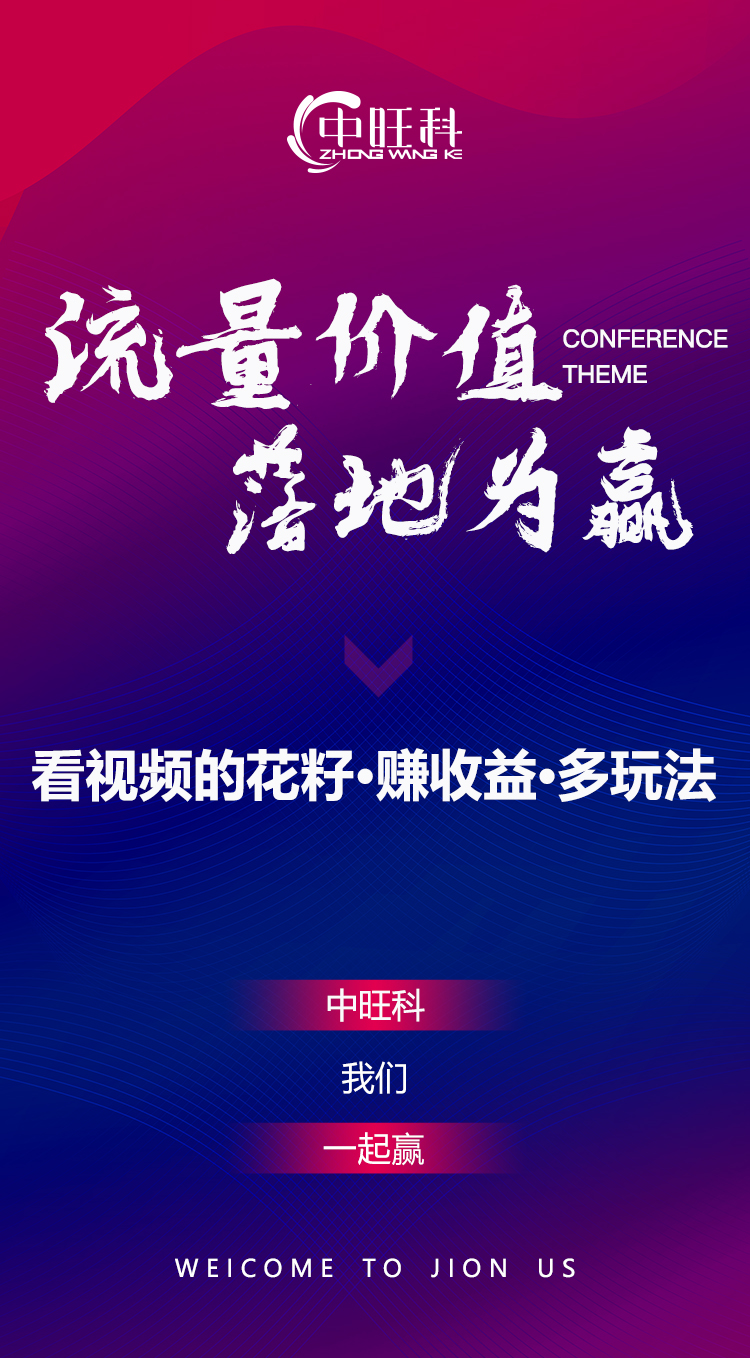 中旺科
ZHONG WANG KE
流量价值
CONFERENCE
THEME
落地为赢
看视频的花籽·赚收益·多玩法
中旺科
我们
一起赢
WEICOME TO JION US